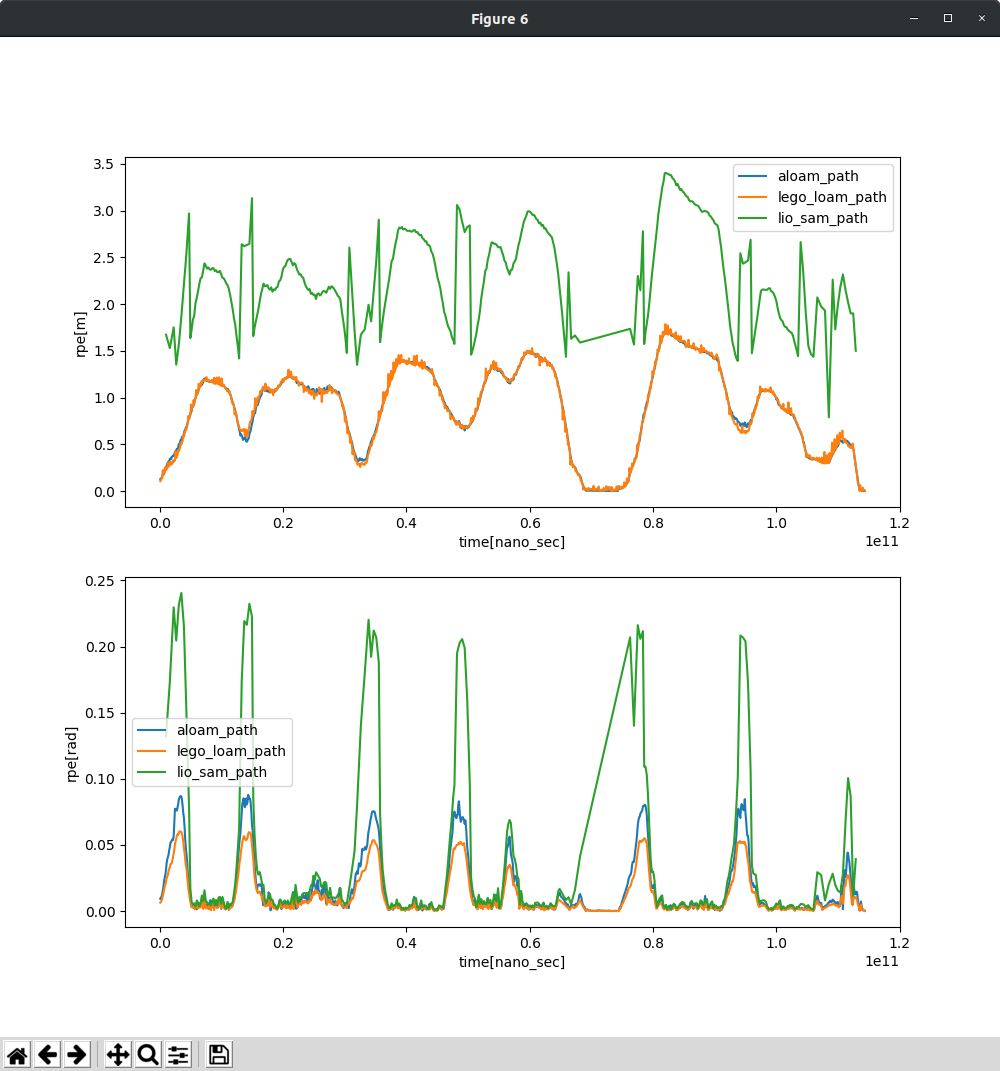 Figure 6
3.5
3.0
2.5
2.0
1.5
1.0
0.5
0.0
rpe[m]
aloam_path
lego_loam_path
lio_sam_path
0.0 0.2 0.4 0.6 0.8 1.0 1.2
time[nano_sec]
1e11
0.25
0.20
0.15
0.10
0.05
0.00
rpe[rad]
aloam_path
lego_loam_path
lio_sam_path
0.0 0.2 0.4 0.6 0.8 1.0 1.2
time[nano_sec]
1e11